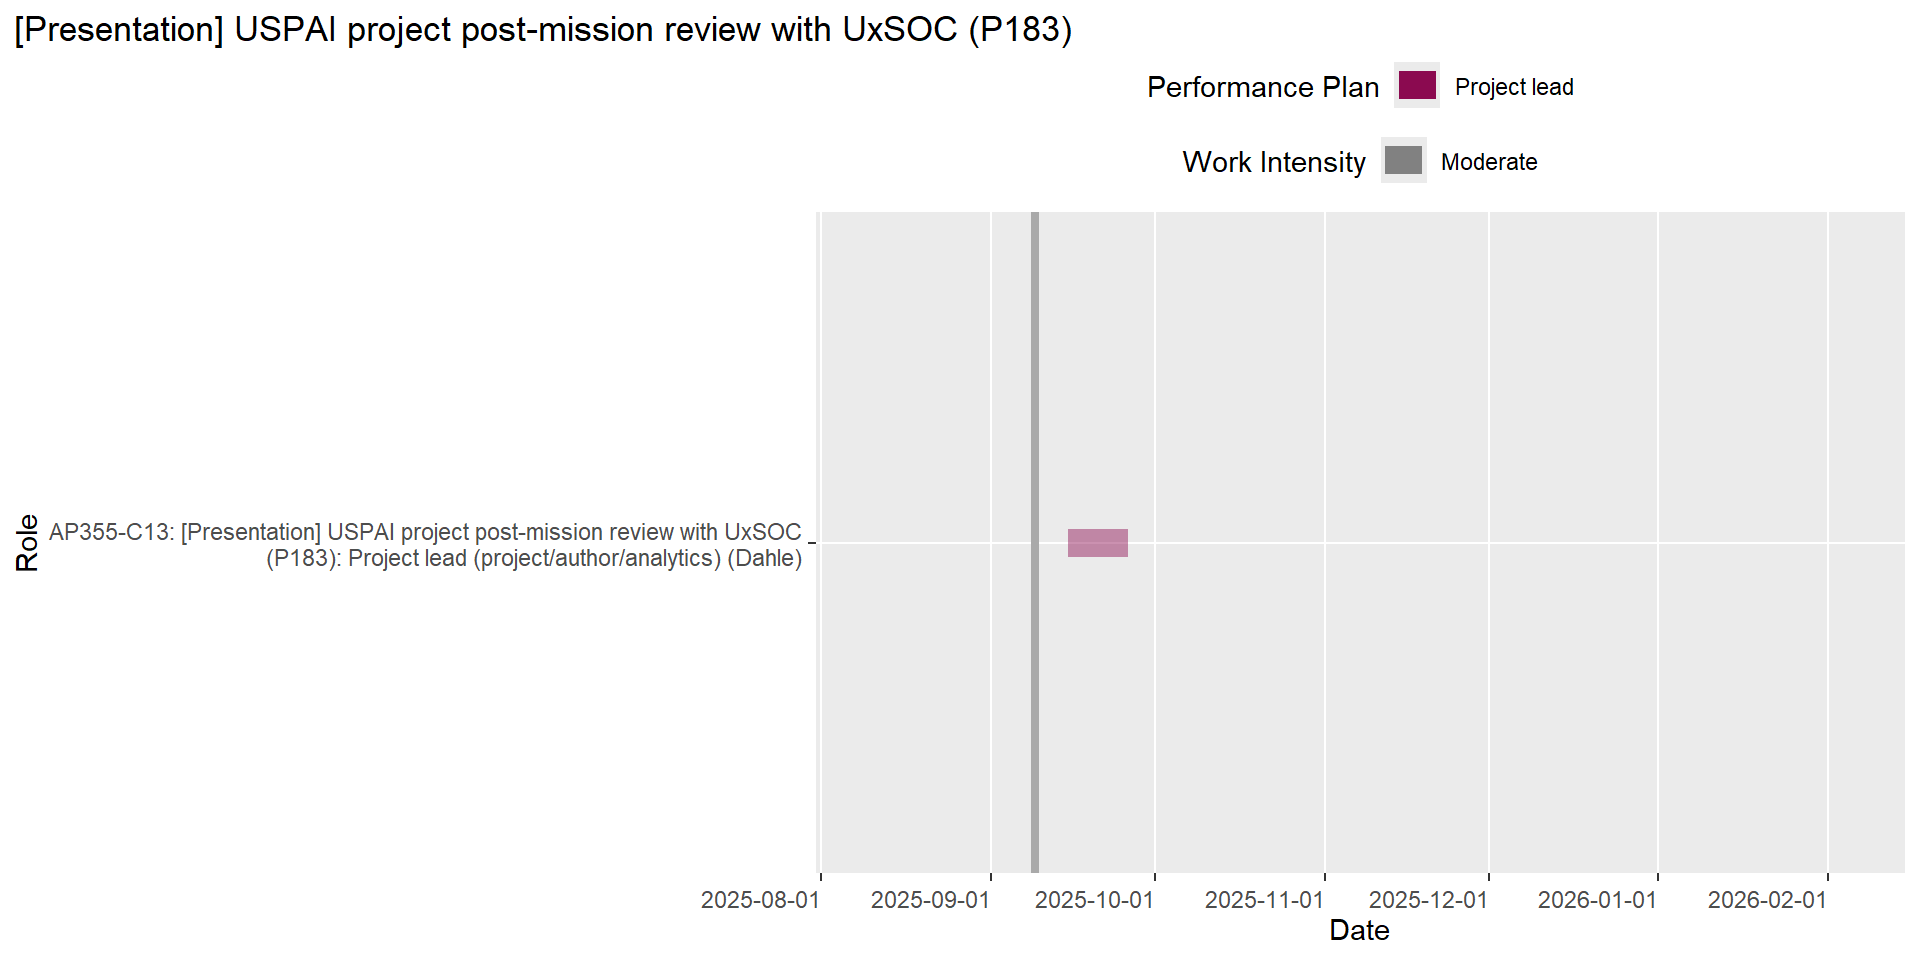 [Presentation] USPAI project post-mission review with UxSOC (P183)
Performance Plan
Project lead
Work Intensity
Moderate
Role
AP355-C13: [Presentation] USPAI project post-mission review with UxSOC
(P183): Project lead (project/author/analytics) (Dahle)
2025-08-01
2025-09-01
2025-10-01
2025-11-01
2025-12-01
2026-01-01
2026-02-01
Date